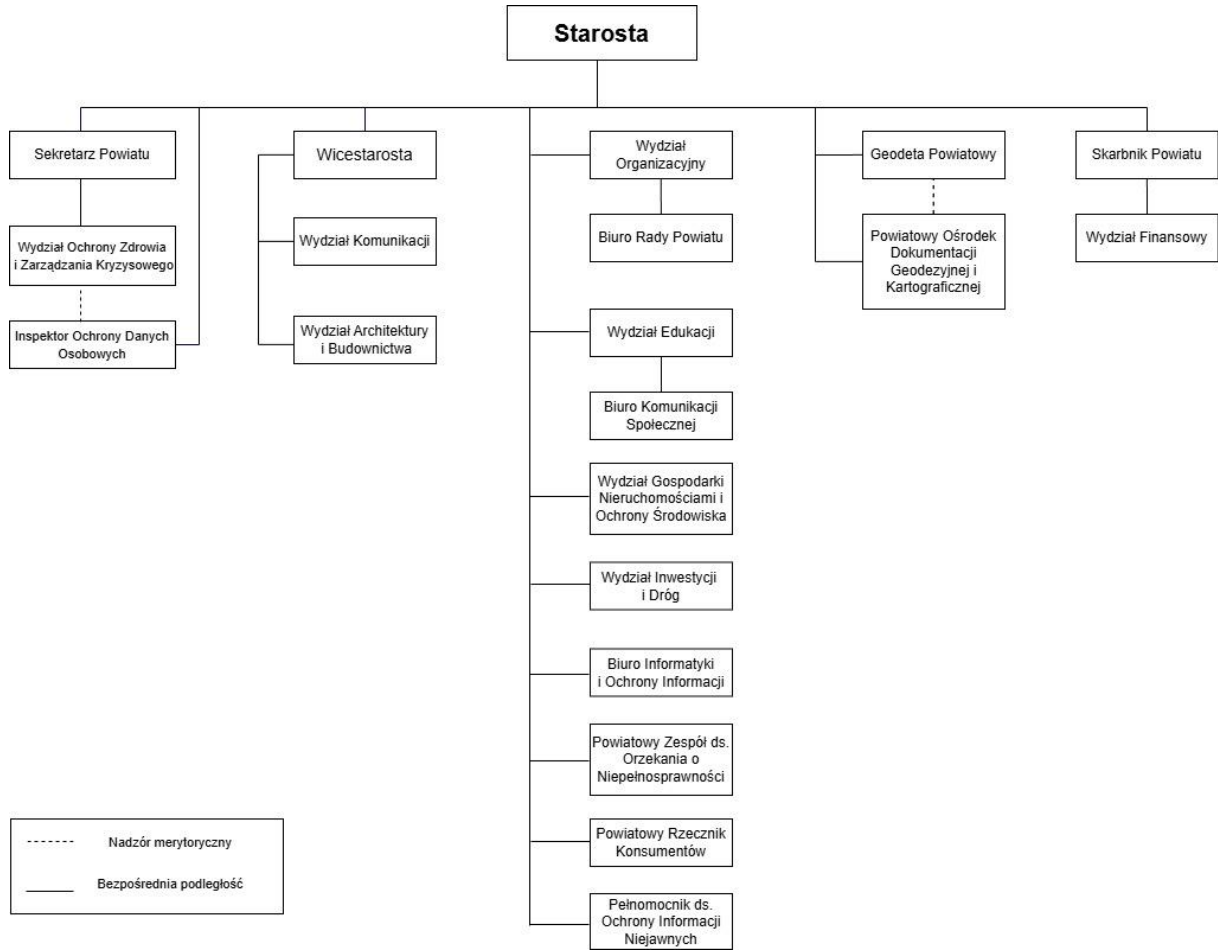 Starosta
Sekretarz Powiatu
Wicestarosta
Wydział
Organizacyjny
Geodeta Powiatowy
Skarbnik Powiatu
Wydział Ochrony Zdrowia
i Zarządzania Kryzysowego
Wydział Komunikacji
Biuro Rady Powiatu
Powiatowy Ośrodek
Dokumentacji
Geodezyjnej i
Kartograficznej
Wydział Finansowy
Inspektor Ochrony Danych
Osobowych
Wydział Architektury
i Budownictwa
Wydział Edukacji
Biuro Komunikacji
Społecznej
Wydział Gospodarki
Nieruchomościami i
Ochrony Środowiska
Wydział Inwestycji
i Dróg
Biuro Informatyki
i Ochrony Informacji
Powiatowy Zespół ds.
Orzekania o
Niepełnosprawności
Powiatowy Rzecznik
Konsumentów
Pełnomocnik ds.
Ochrony Informacji
Niejawnych
Nadzór merytoryczny
Bezpośrednia podległość